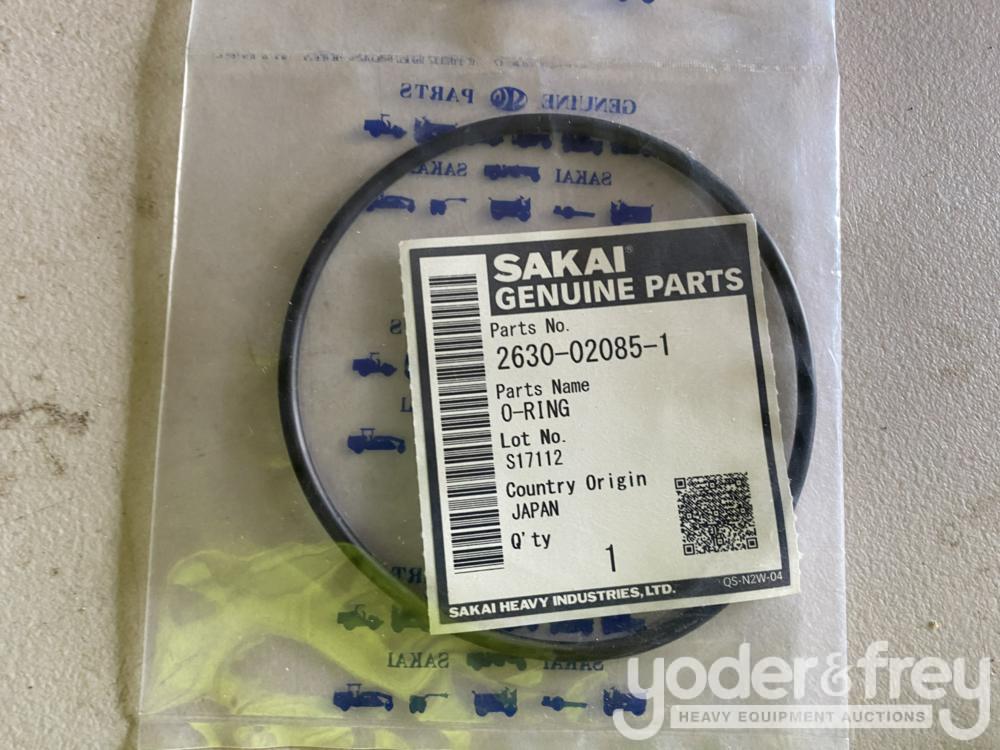 GENUINE PARTS
SAKAI SAKAI
SAKAI®
GENUINE PARTS
Parts No.
2630-02085-1
Parts Name
O-RING
Lot No.
S17112
Country Origin
JAPAN
Q'ty
1
QS-N2W-04
SAKAI HEAVY INDUSTRIES, LTD.
SAKAI SAKAI
yoder&frey
HEAVY EQUIPMENT AUCTIONS